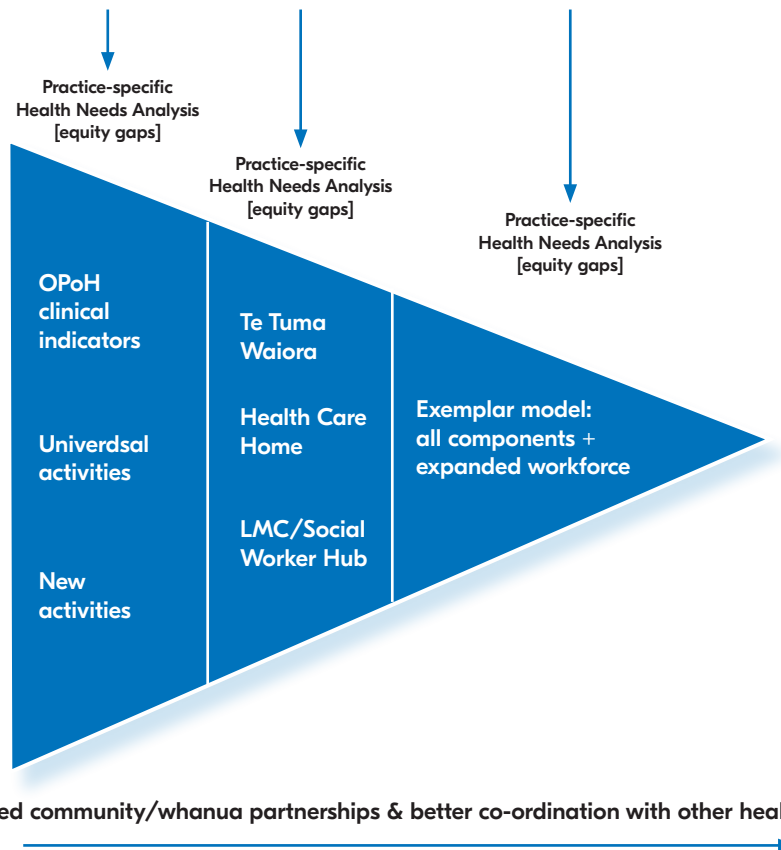 Practice-specific
Health Needs Analysis
[equity gaps]
Practice-specific
Health Needs Analysis
[equity gaps]
Practice-specific
Health Needs Analysis
[equity gaps]
OPoH
clinical
indicators
Univerdsal
activities
New
activities
Te Tuma
Waiora
Health Care
Home
LMC/Social
Worker Hub
Exemplar model:
all components +
expanded workforce
ed community/whanua partnerships & better co-ordination with other heal